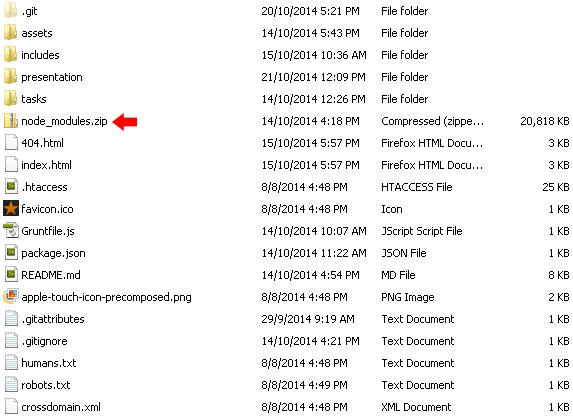 .git 20/10/2014 5:21 PM File folder
assets 14/10/2014 5:43 PM File folder
includes 15/10/2014 10:36 AM File folder
presentation 21/10/2014 12:09 PM File folder
tasks 14/10/2014 12:26 PM File folder
node_modules.zip 14/10/2014 4:18 PM Compressed (zippe... 20,818 KB
404.html 15/10/2014 5:57 PM Firefox HTML Docu... 3 KB
index.html 15/10/2014 5:57 PM Firefox HTML Docu... 3 KB
.htaccess 8/8/2014 4:48 PM HTACCESS File 25 KB
favicon.ico 8/8/2014 4:48 PM Icon 1 KB
Gruntfile.js 14/10/2014 10:07 AM JScript Script File 1 KB
package.json 14/10/2014 11:22 AM JSON File 1 KB
README.md 14/10/2014 4:54 PM MD File 8 KB
apple-touch-icon-precomposed.png 8/8/2014 4:48 PM PNG Image 2 KB
.gitattributes 29/9/2014 9:19 AM Text Document 1 KB
.gitignore 14/10/2014 4:21 PM Text Document 1 KB
humans.txt 8/8/2014 4:48 PM Text Document 1 KB
robots.txt 8/8/2014 4:49 PM Text Document 1 KB
crossdomain.xml 8/8/2014 4:48 PM XML Document 1 KB